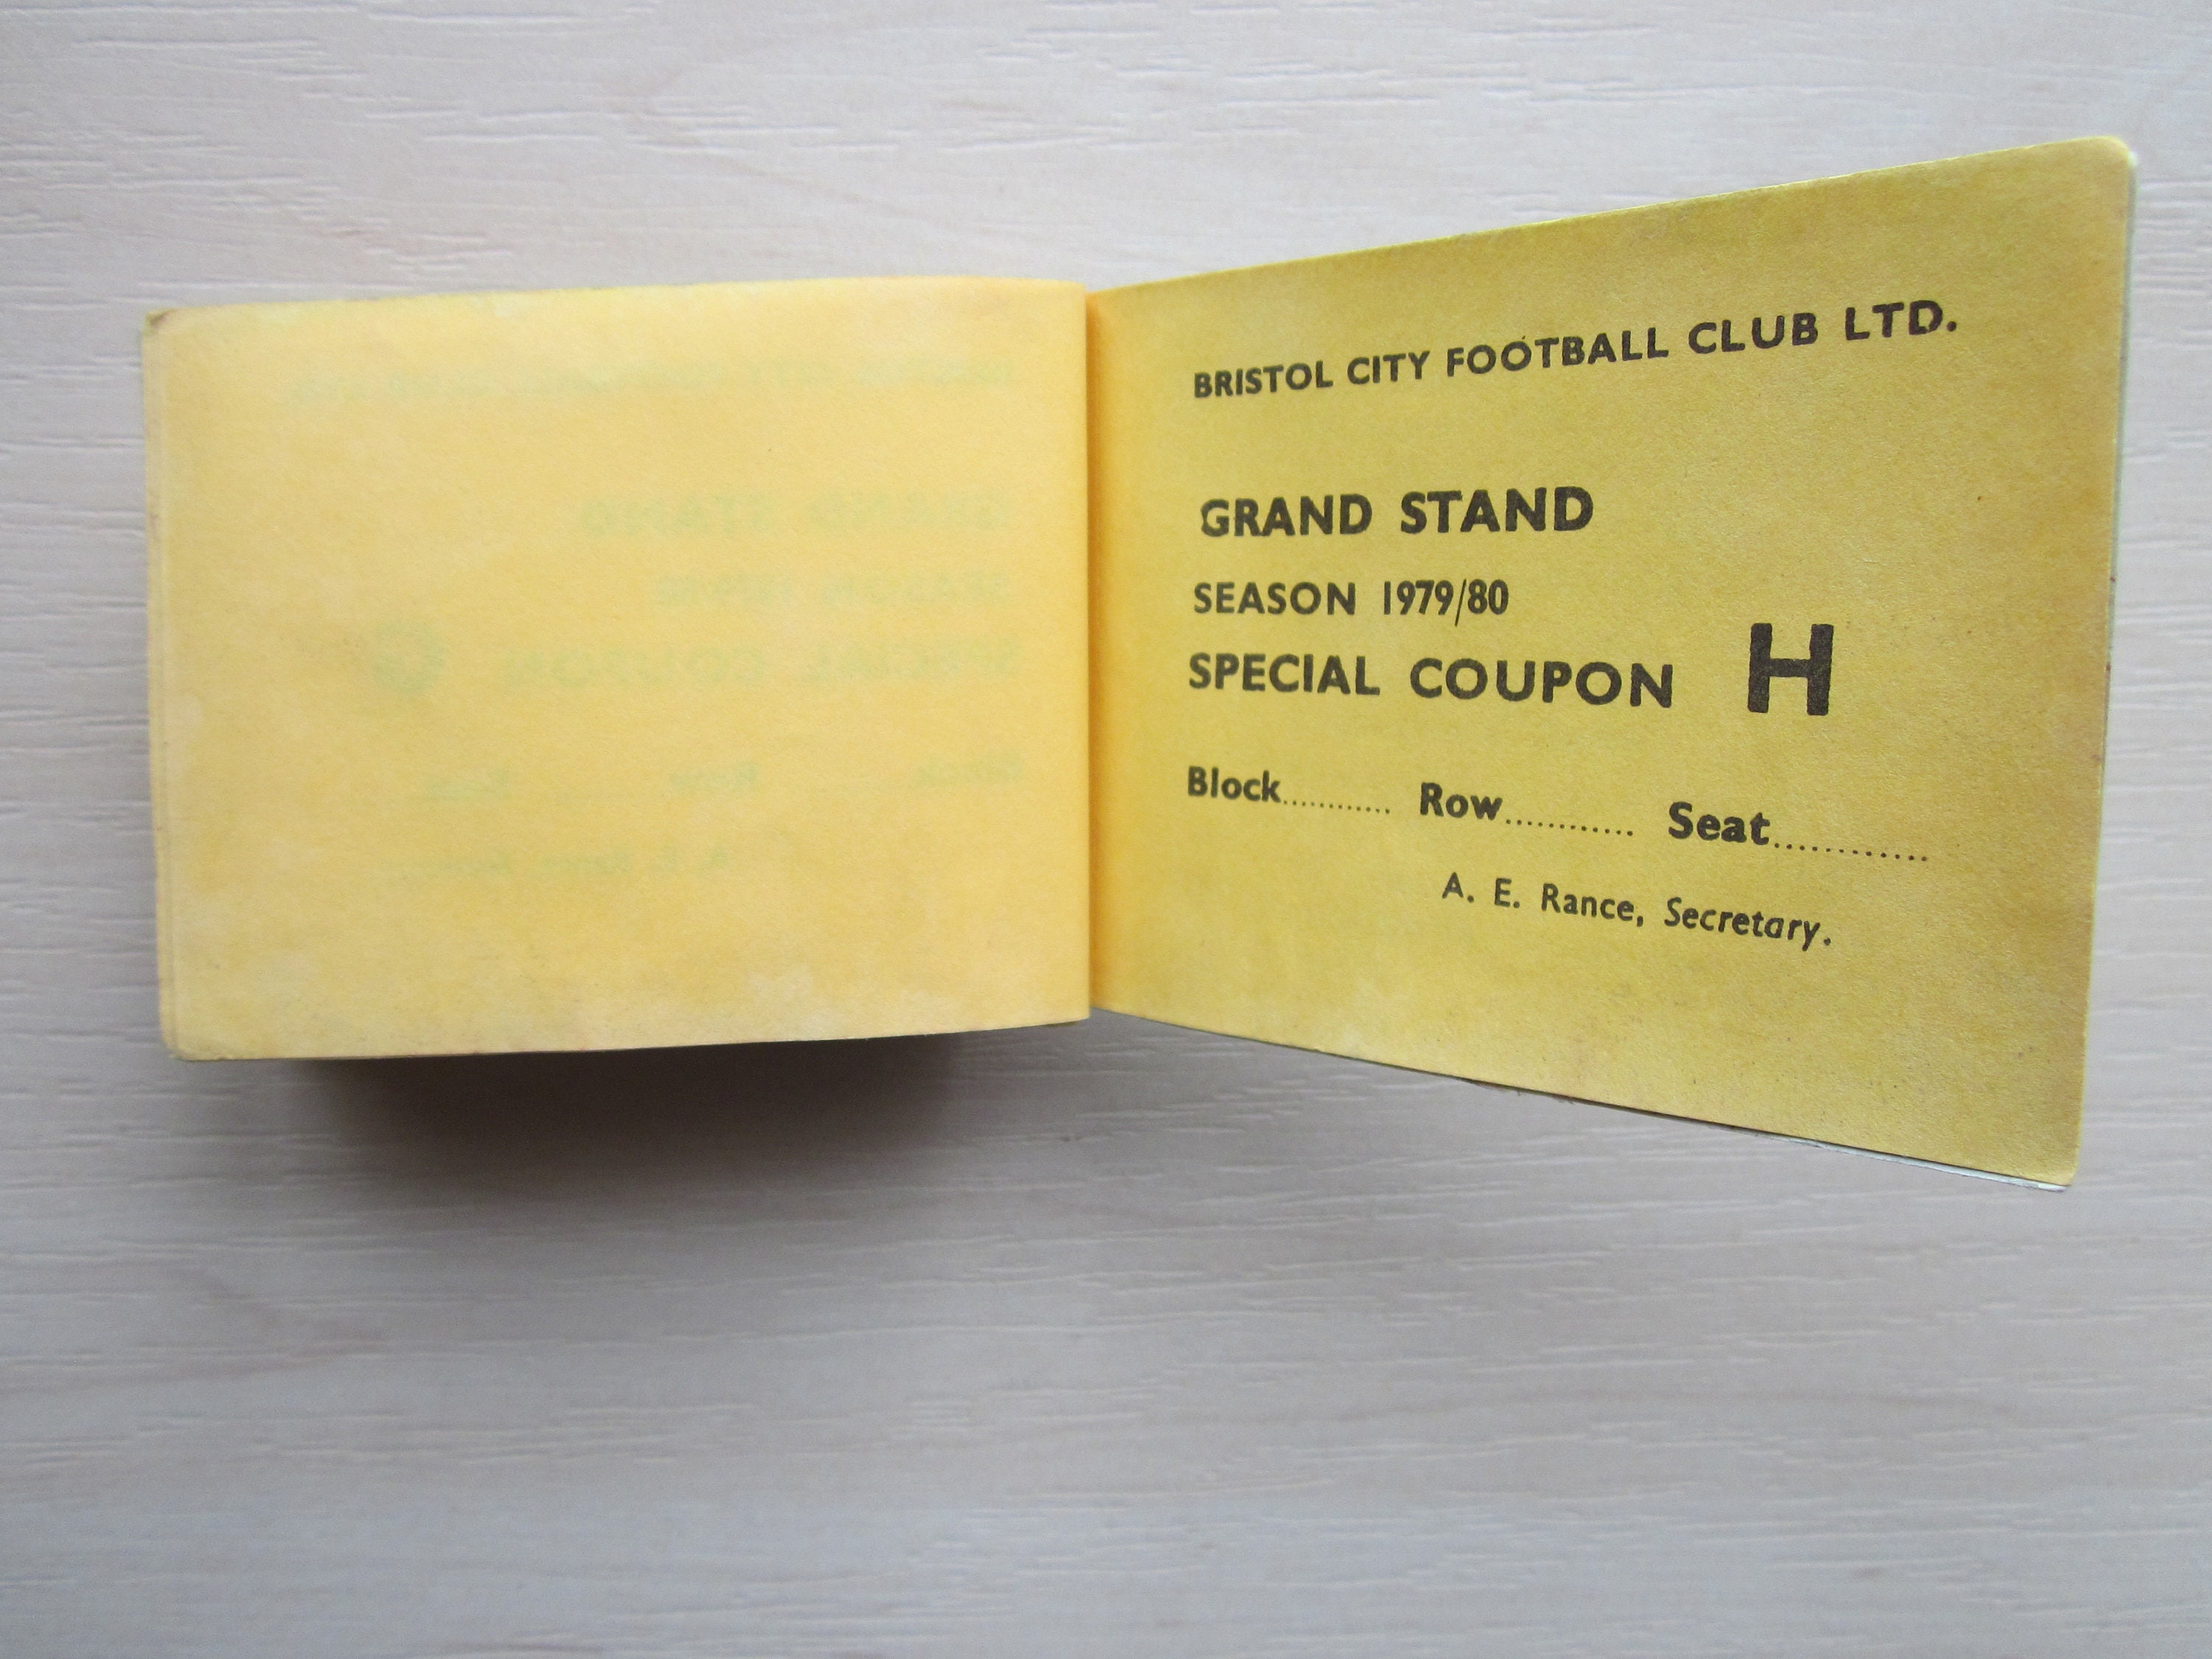 BRISTOL CITY FOOTBALL CLUB LTD.
GRAND STAND
SEASON 1979/80
SPECIAL COUPON H
Block............ Row............ Seat............
A. E. Rance, Secretary.